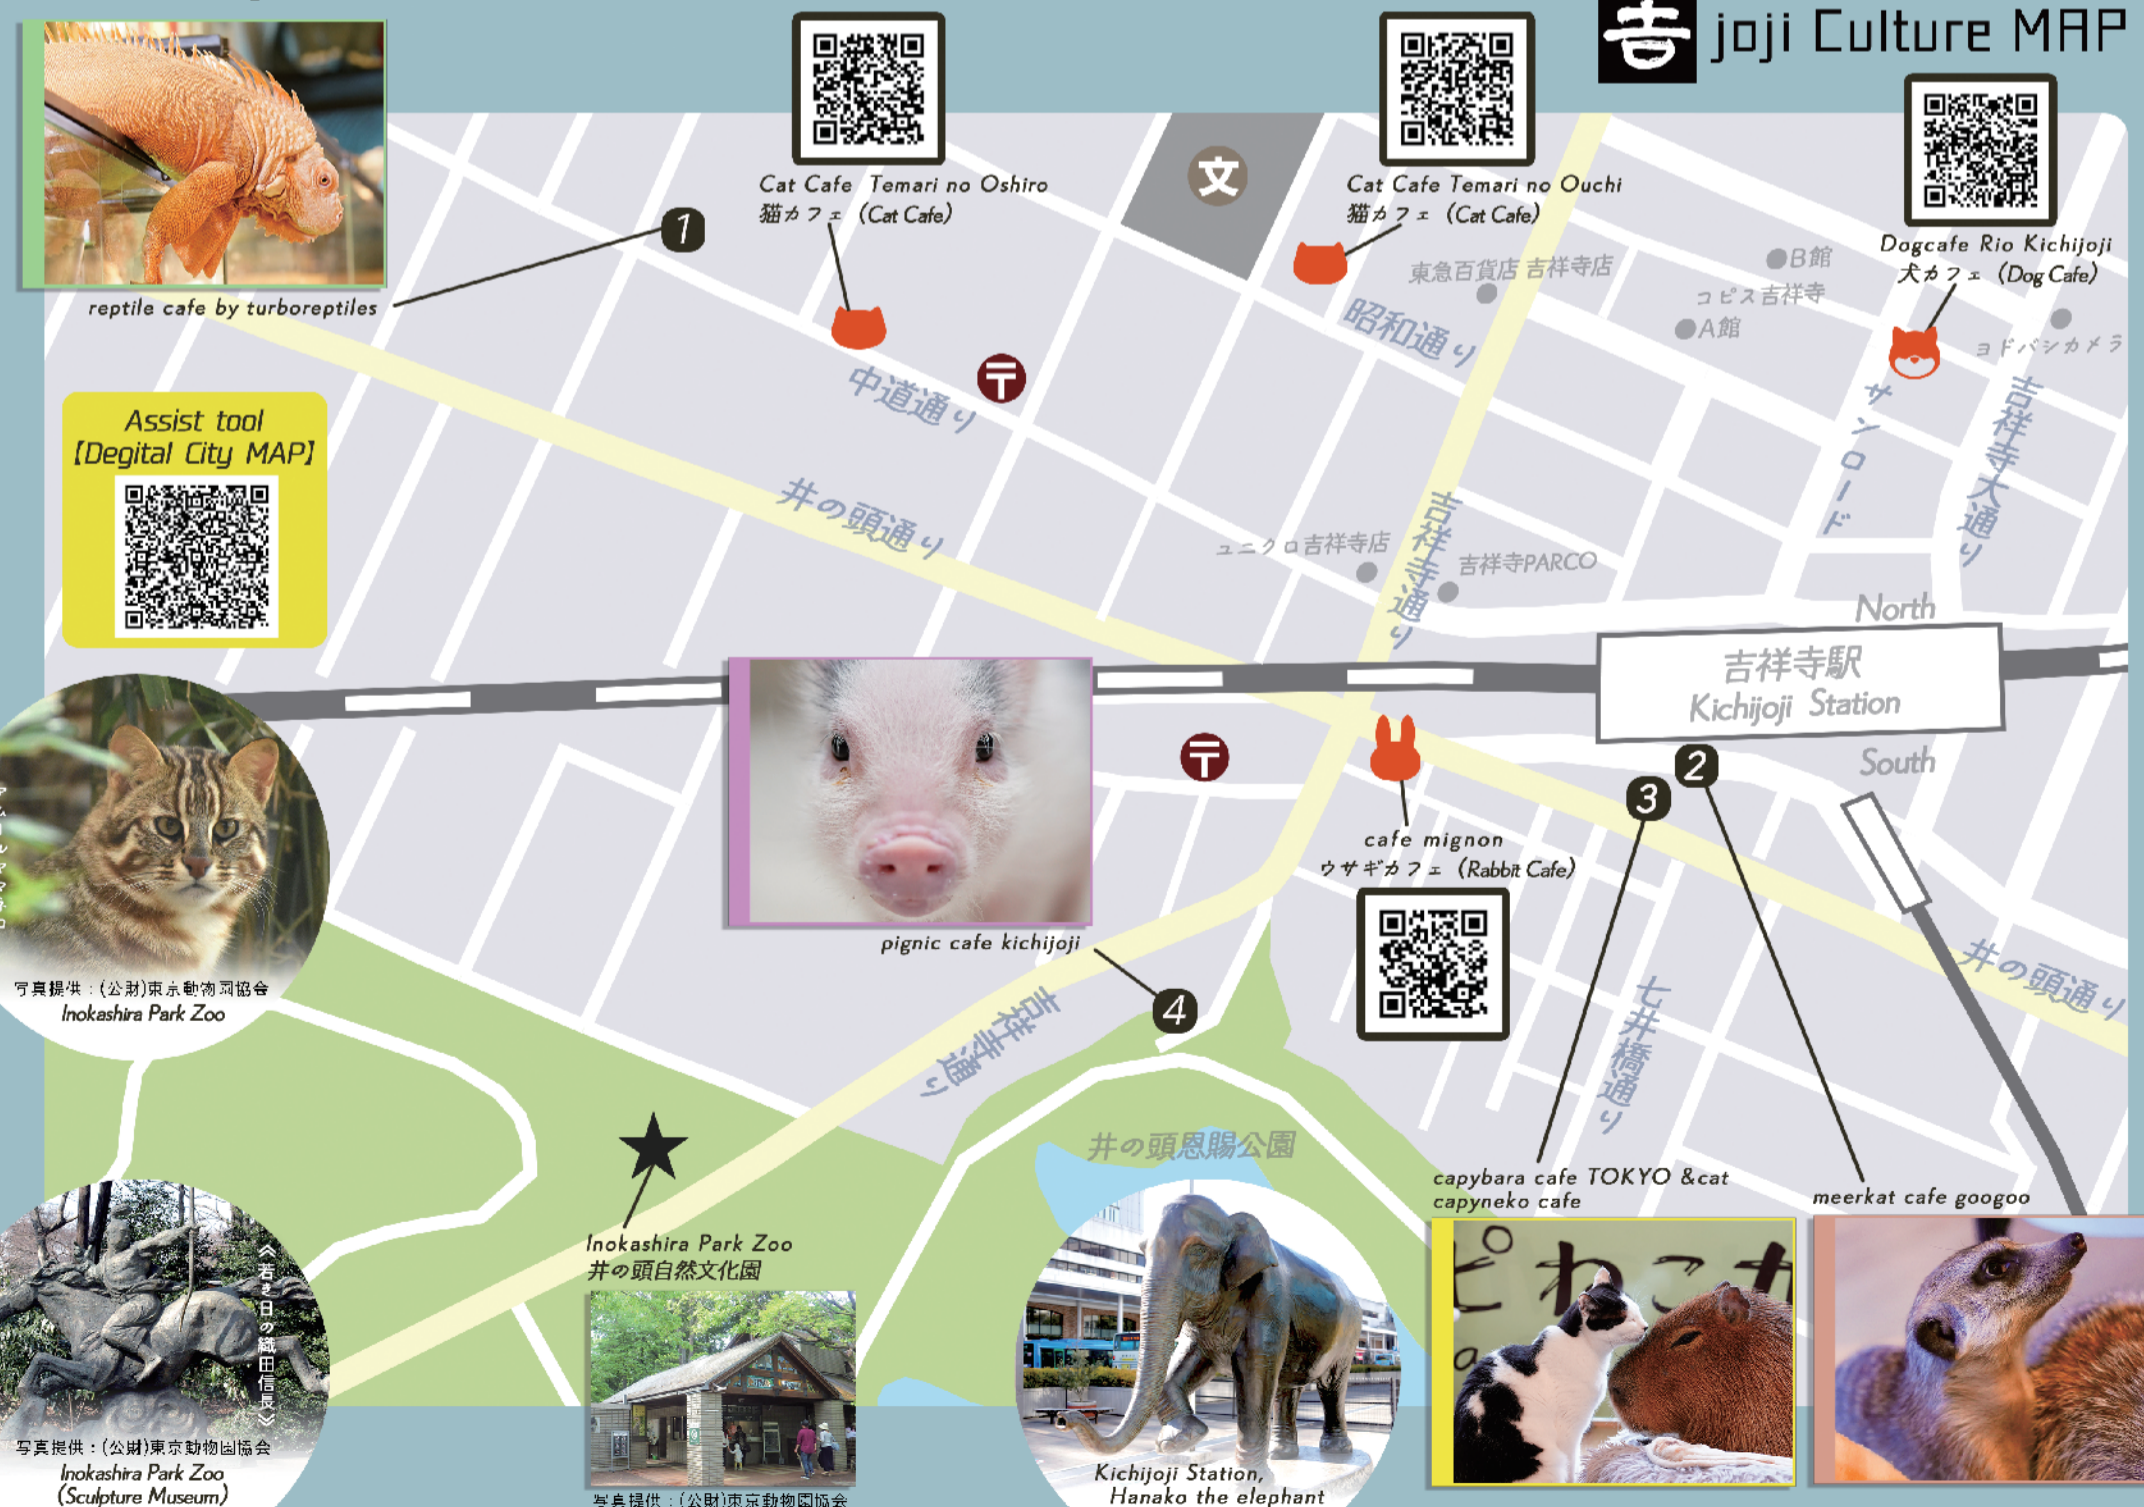 吉joji Culture MAP
reptile cafe by turboreptiles
1
Cat Cafe Temari no Oshiro
猫カフェ (Cat Cafe)
文
Cat Cafe Temari no Ouchi
猫カフェ (Cat Cafe)
Dogcafe Rio Kichijoji
犬カフェ (Dog Cafe)
東急百貨店 吉祥寺店
B館
コピス吉祥寺
A館
ヨドバシカメラ
昭和通り
中道通り
〒
サンロード
吉祥寺大通り
Assist tool
【Degital City MAP】
井の頭通り
ユニクロ吉祥寺店
吉祥寺通り
吉祥寺PARCO
North
吉祥寺駅
Kichijoji Station
South
〒
2
3
cafe mignon
ウサギカフェ (Rabbit Cafe)
pignic cafe kichijoji
4
吉祥寺通り
七井橋通り
井の頭通り
写真提供：(公財)東京動物園協会
Inokashira Park Zoo
井の頭恩賜公園
capybara cafe TOKYO &cat
capyneko cafe
meerkat cafe googoo
Inokashira Park Zoo
井の頭自然文化園
写真提供：(公財)東京動物園協会
《若き日の織田信長》
写真提供：(公財)東京動物園協会
Inokashira Park Zoo
(Sculpture Museum)
Kichijoji Station,
Hanako the elephant
ぴねこカ
a